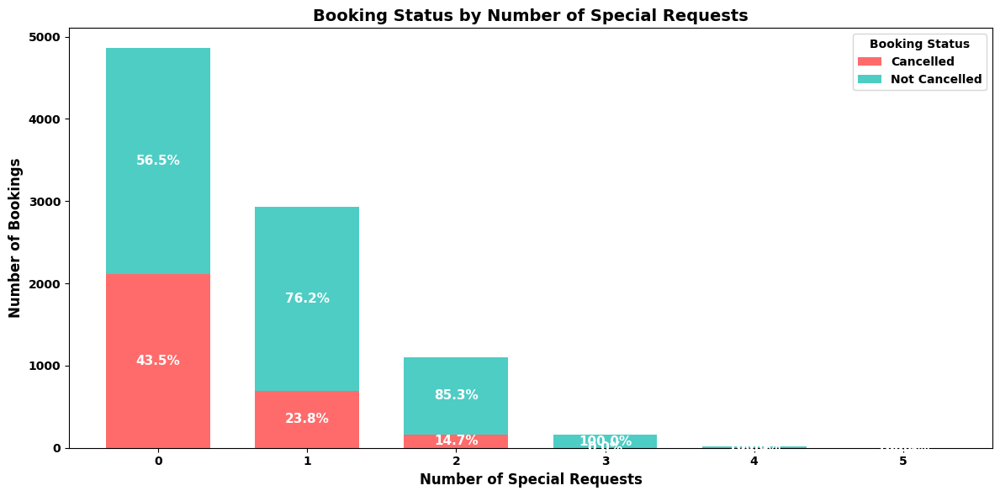 Booking Status by Number of Special Requests
Booking Status
Cancelled
Not Cancelled
Number of Bookings
5000
4000
3000
2000
1000
0
56.5%
43.5%
76.2%
23.8%
85.3%
14.7%
100.0%
0.0%
0 1 2 3 4 5
Number of Special Requests